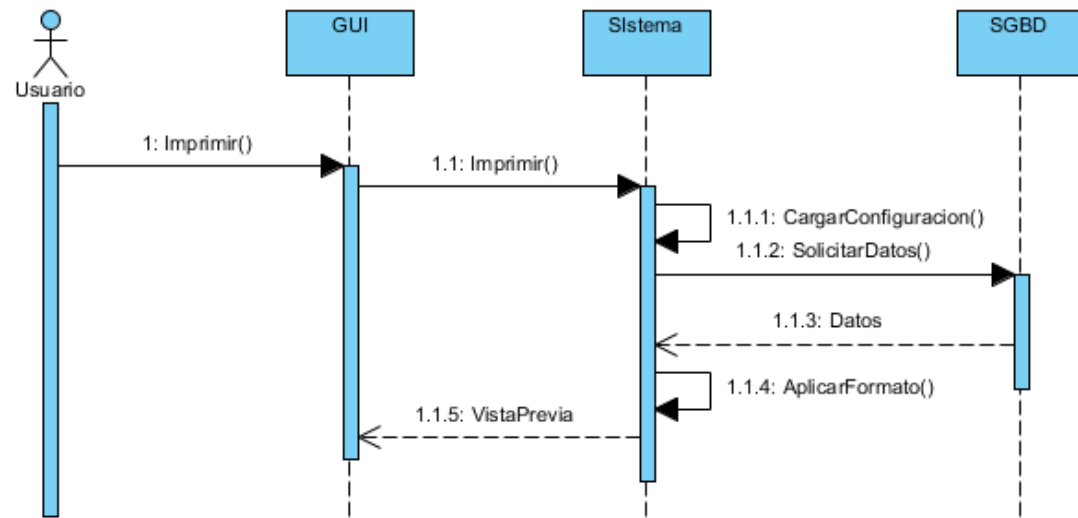 GUI
SIstema
SGBD
Usuario
1: Imprimir()
1.1: Imprimir()
1.1.1: CargarConfiguracion()
1.1.2: SolicitarDatos()
1.1.3: Datos
1.1.4: AplicarFormato()
1.1.5: VistaPrevia